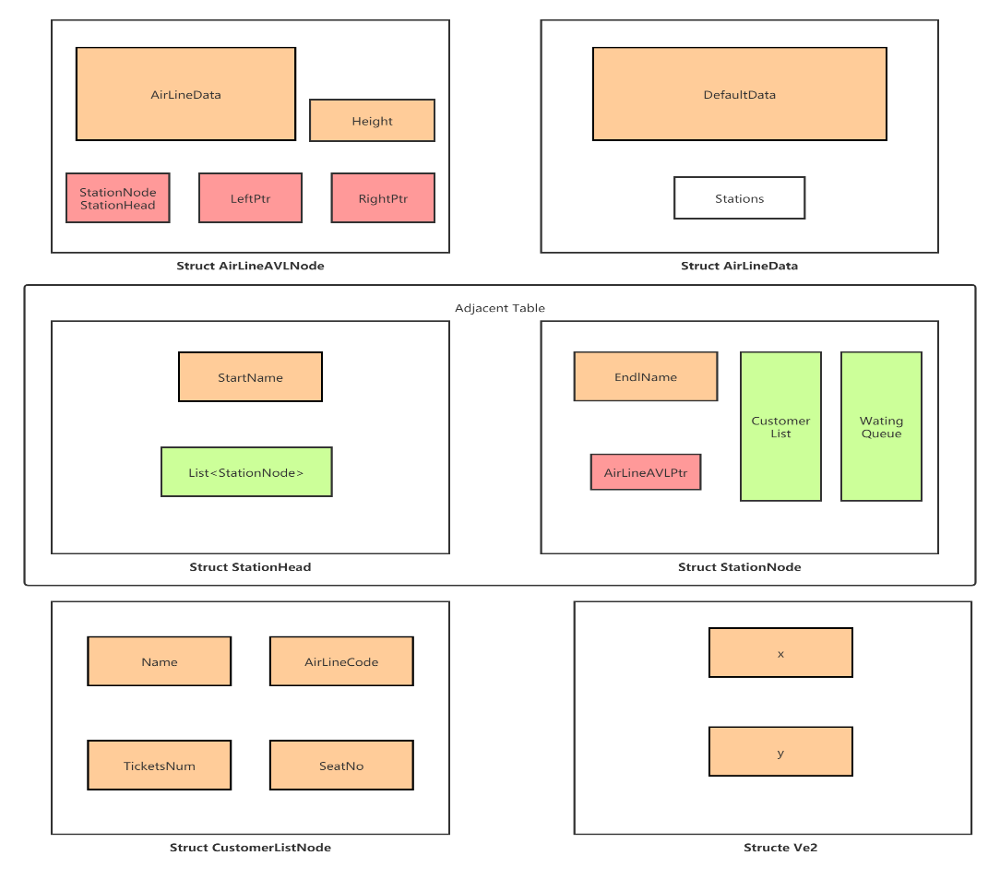 AirLineData
Height
StationNode
StationHead
LeftPtr
RightPtr
Struct AirLineAVLNode
DefaultData
Stations
Struct AirLineData
Adjacent Table
StartName
List<StationNode>
Struct StationHead
EndlName
AirLineAVLPtr
Customer
List
Wating
Queue
Struct StationNode
Name
AirLineCode
TicketsNum
SeatNo
Struct CustomerListNode
x
y
Structe Ve2